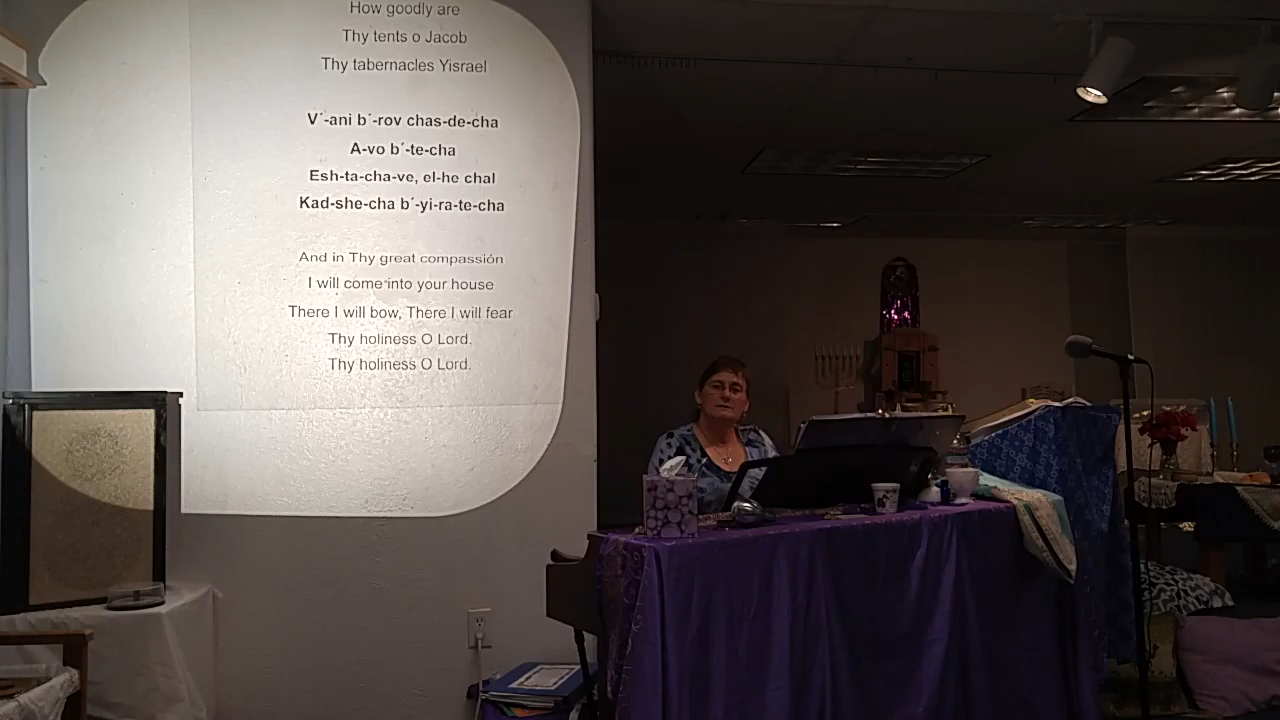 How goodly are
Thy tents o Jacob
Thy tabernacles Yisrael
V´-ani b´-rov chas-de-cha
A-vo b´-te-cha
Esh-ta-cha-ve, el-he chal
Kad-she-cha b´-yi-ra-te-cha
And in Thy great compassión
I will come into your house
There I will bow, There I will fear
Thy holiness O Lord.
Thy holiness O Lord.